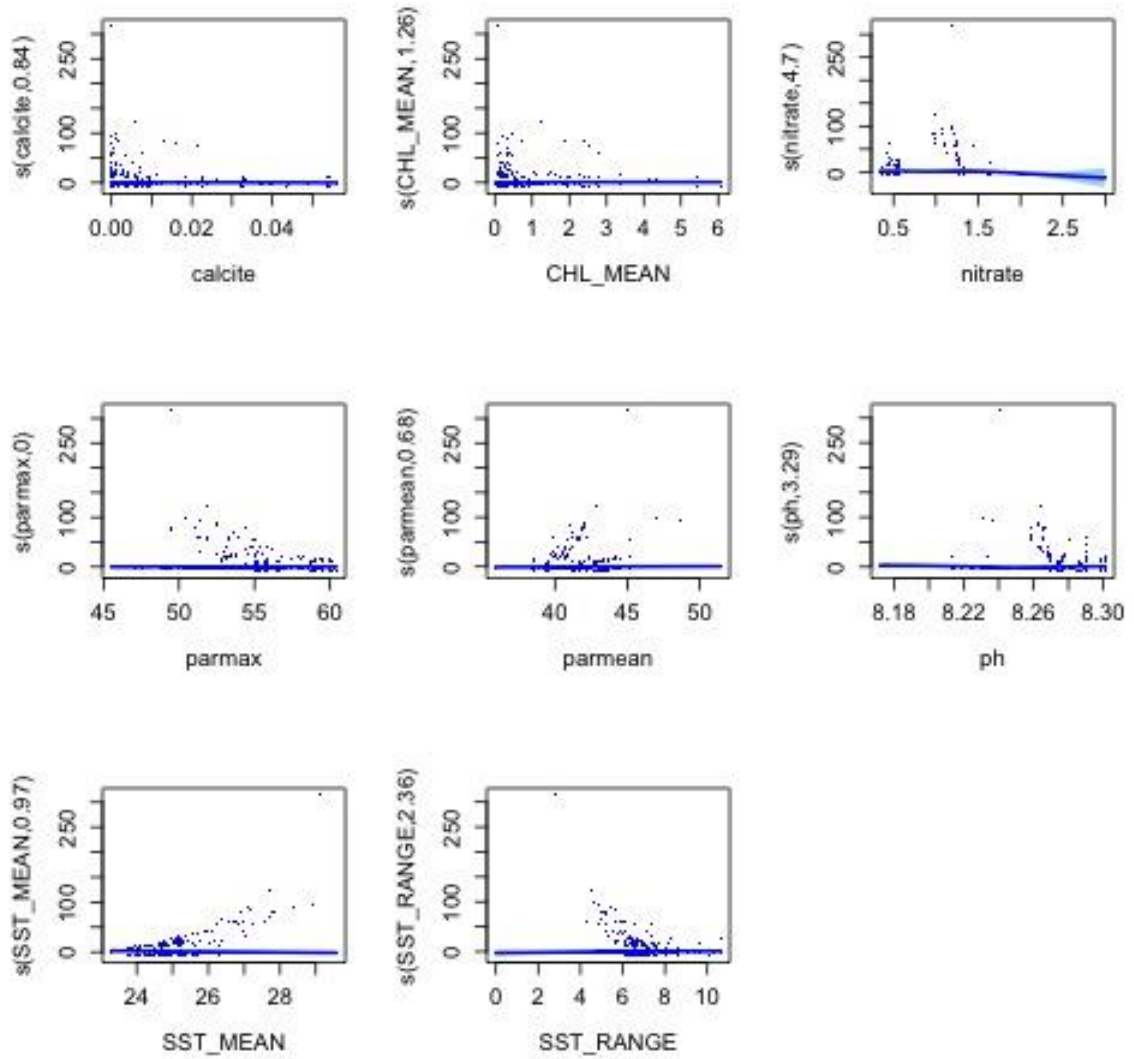 s(calcite,0.84)
250
100
0
0.00 0.02 0.04
calcite
s(CHL_MEAN,1.26)
250
100
0
0 1 2 3 4 5 6
CHL_MEAN
s(nitrate,4.7)
250
100
0
0.5 1.5 2.5
nitrate
s(parmax,0)
250
100
0
45 50 55 60
parmax
s(parmean,0.68)
250
100
0
40 45 50
parmean
s(ph,3.29)
250
100
0
8.18 8.22 8.26 8.30
ph
s(SST_MEAN,0.97)
250
100
0
24 26 28
SST_MEAN
s(SST_RANGE,2.36)
250
100
0
0 2 4 6 8 10
SST_RANGE